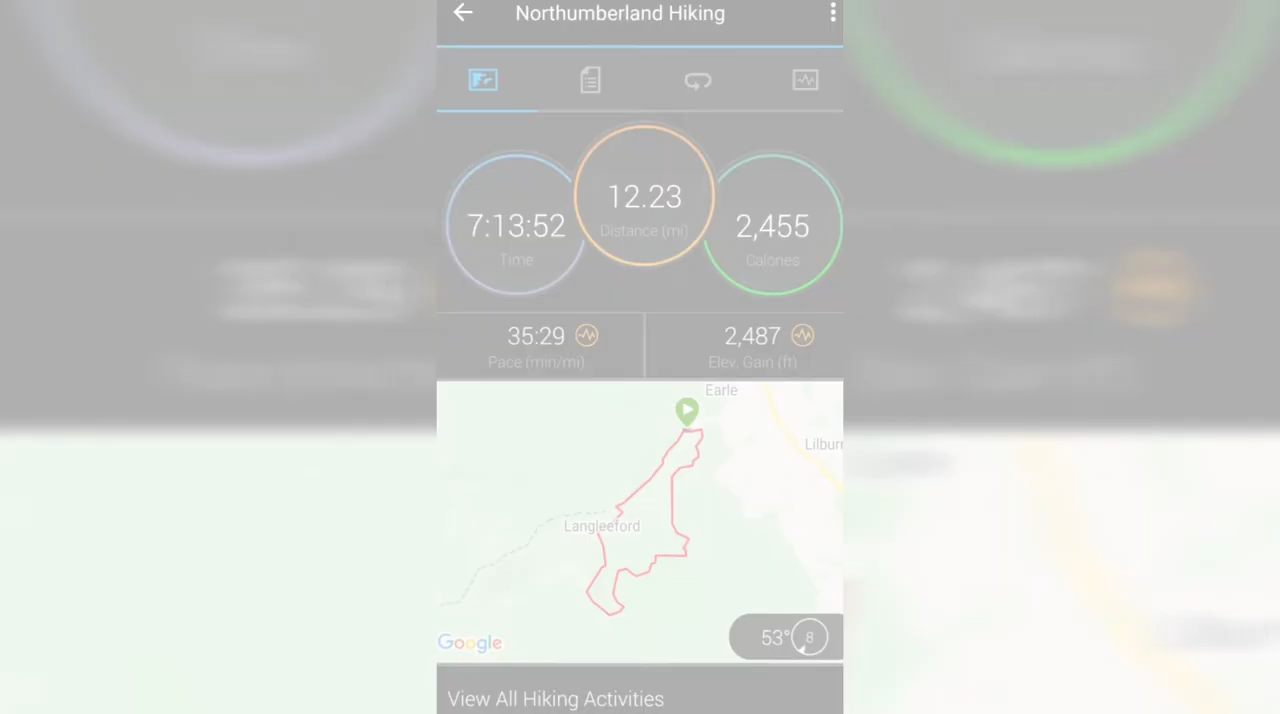 Northumberland Hiking
12.23
Distance (mi)
7:13:52
Time
2,455
Calories
35:29
Pace (min/mi)
2,487
Elev. Gain (ft)
Earle
Lilburn
Langleeford
Google
53° 8
View All Hiking Activities